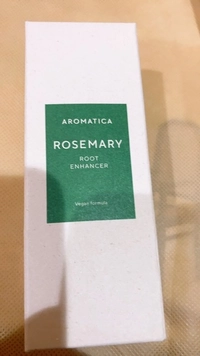 AROMATICA
ROSEMARY
ROOT
ENHANCER
Vegan formula